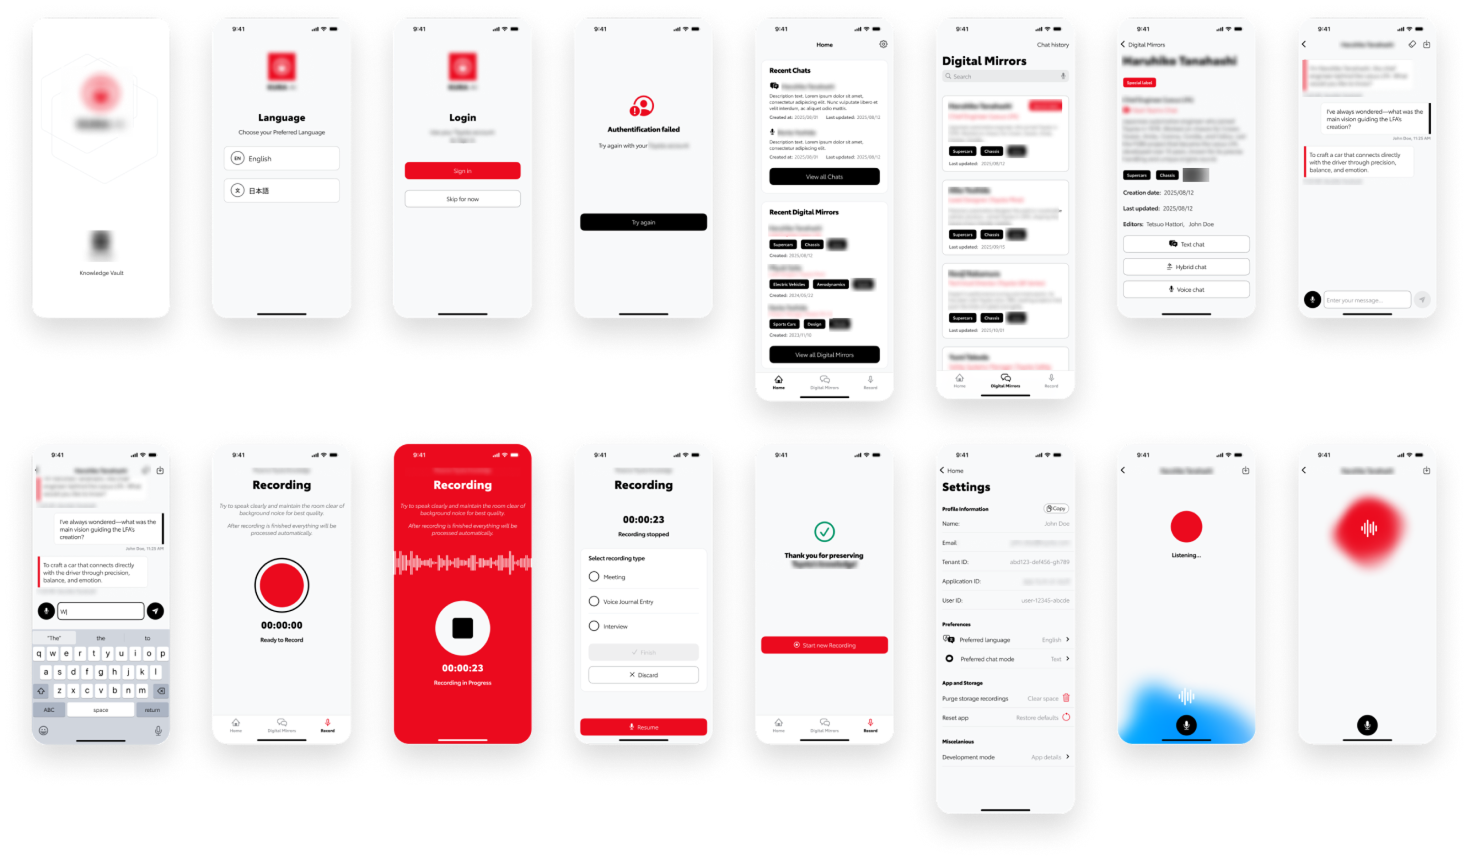 Knowledge Vault
9:41
Language
Choose your Preferred Language
EN English
文 日本語
9:41
Login
Sign in
Skip for now
9:41
Authentification failed
Try again with your
Try again
9:41
Home
Recent Chats
Description text. Lorem ipsum dolor sit amet,
consectetur adipiscing elit. Nunc vulputate libero et
velit interdum, ac aliquet odio mattis.
Created at: 2025/08/01 Last updated: 2025/08/12
Description text. Lorem ipsum dolor sit amet,
consectetur adipiscing elit.
Created at: 2025/08/01 Last updated: 2025/08/12
View all Chats
Recent Digital Mirrors
Supercars Chassis
Created: 2025/08/12
Electric Vehicles Aerodynamics
Created: 2024/05/22
Sports Cars Design
Created: 2023/11/10
View all Digital Mirrors
Home Digital Mirrors Record
9:41
Chat history
Digital Mirrors
Search
Supercars Chassis
Last updated: 2025/08/12
Supercars Chassis
Last updated: 2025/09/15
Supercars Chassis
Last updated: 2025/10/01
Home Digital Mirrors Record
9:41
Digital Mirrors
Haruhiko Tanahashi
Special label
Supercars Chassis
Creation date: 2025/08/12
Last updated: 2025/08/12
Editors: Tetsuo Hattori, John Doe
Text chat
Hybrid chat
Voice chat
9:41
I've always wondered—what was the
main vision guiding the LFA's
creation?
John Doe, 11:20 AM
To craft a car that connects directly
with the driver through precision,
balance, and emotion.
Enter your message...
9:41
I've always wondered—what was the
main vision guiding the LFA's
creation?
John Doe, 11:20 AM
To craft a car that connects directly
with the driver through precision,
balance, and emotion.
W
"The" the to
q w e r t y u i o p
a s d f g h j k l
z x c v b n m
ABC space return
9:41
Recording
Try to speak clearly and maintain the room clear of
background noice for best quality.
After recording is finished everything will be
processed automatically.
00:00:00
Ready to Record
Home Digital Mirrors Record
9:41
Recording
Try to speak clearly and maintain the room clear of
background noice for best quality.
After recording is finished everything will be
processed automatically.
00:00:23
Recording in Progress
9:41
Recording
00:00:23
Recording stopped
Select recording type
Meeting
Voice Journal Entry
Interview
Finish
Discard
Resume
9:41
Thank you for preserving
Start new Recording
Home Digital Mirrors Record
9:41
Home
Settings
Profile Information Copy
Name: John Doe
Email:
Tenant ID: abd123-def456-gh789
Application ID:
User ID: user-12345-abcde
Preferences
Preferred language English
Preferred chat mode Text
App and Storage
Purge storage recordings Clear space
Reset app Restore defaults
Miscelanious
Development mode App details
9:41
Listening...
9:41